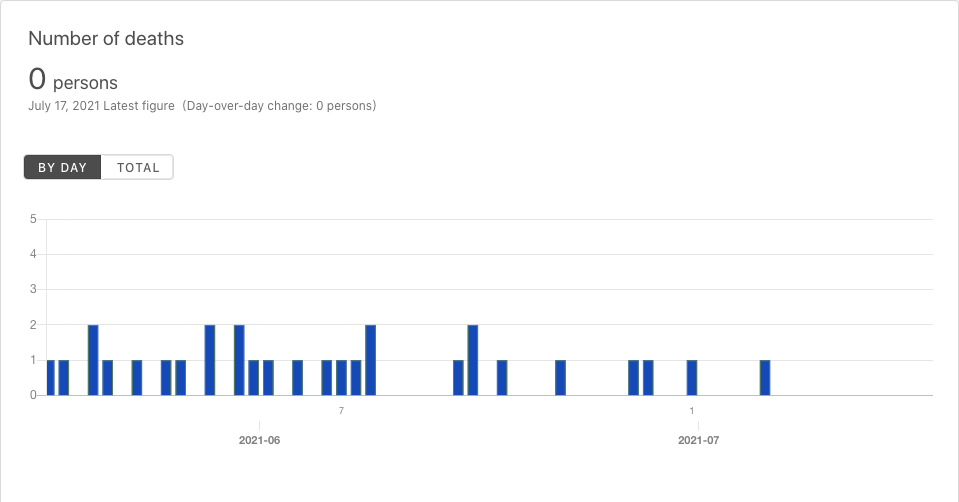 Number of deaths
0 persons
July 17, 2021 Latest figure (Day-over-day change: 0 persons)
BY DAY TOTAL
5
4
3
2
1
0
7 1
2021-06 2021-07